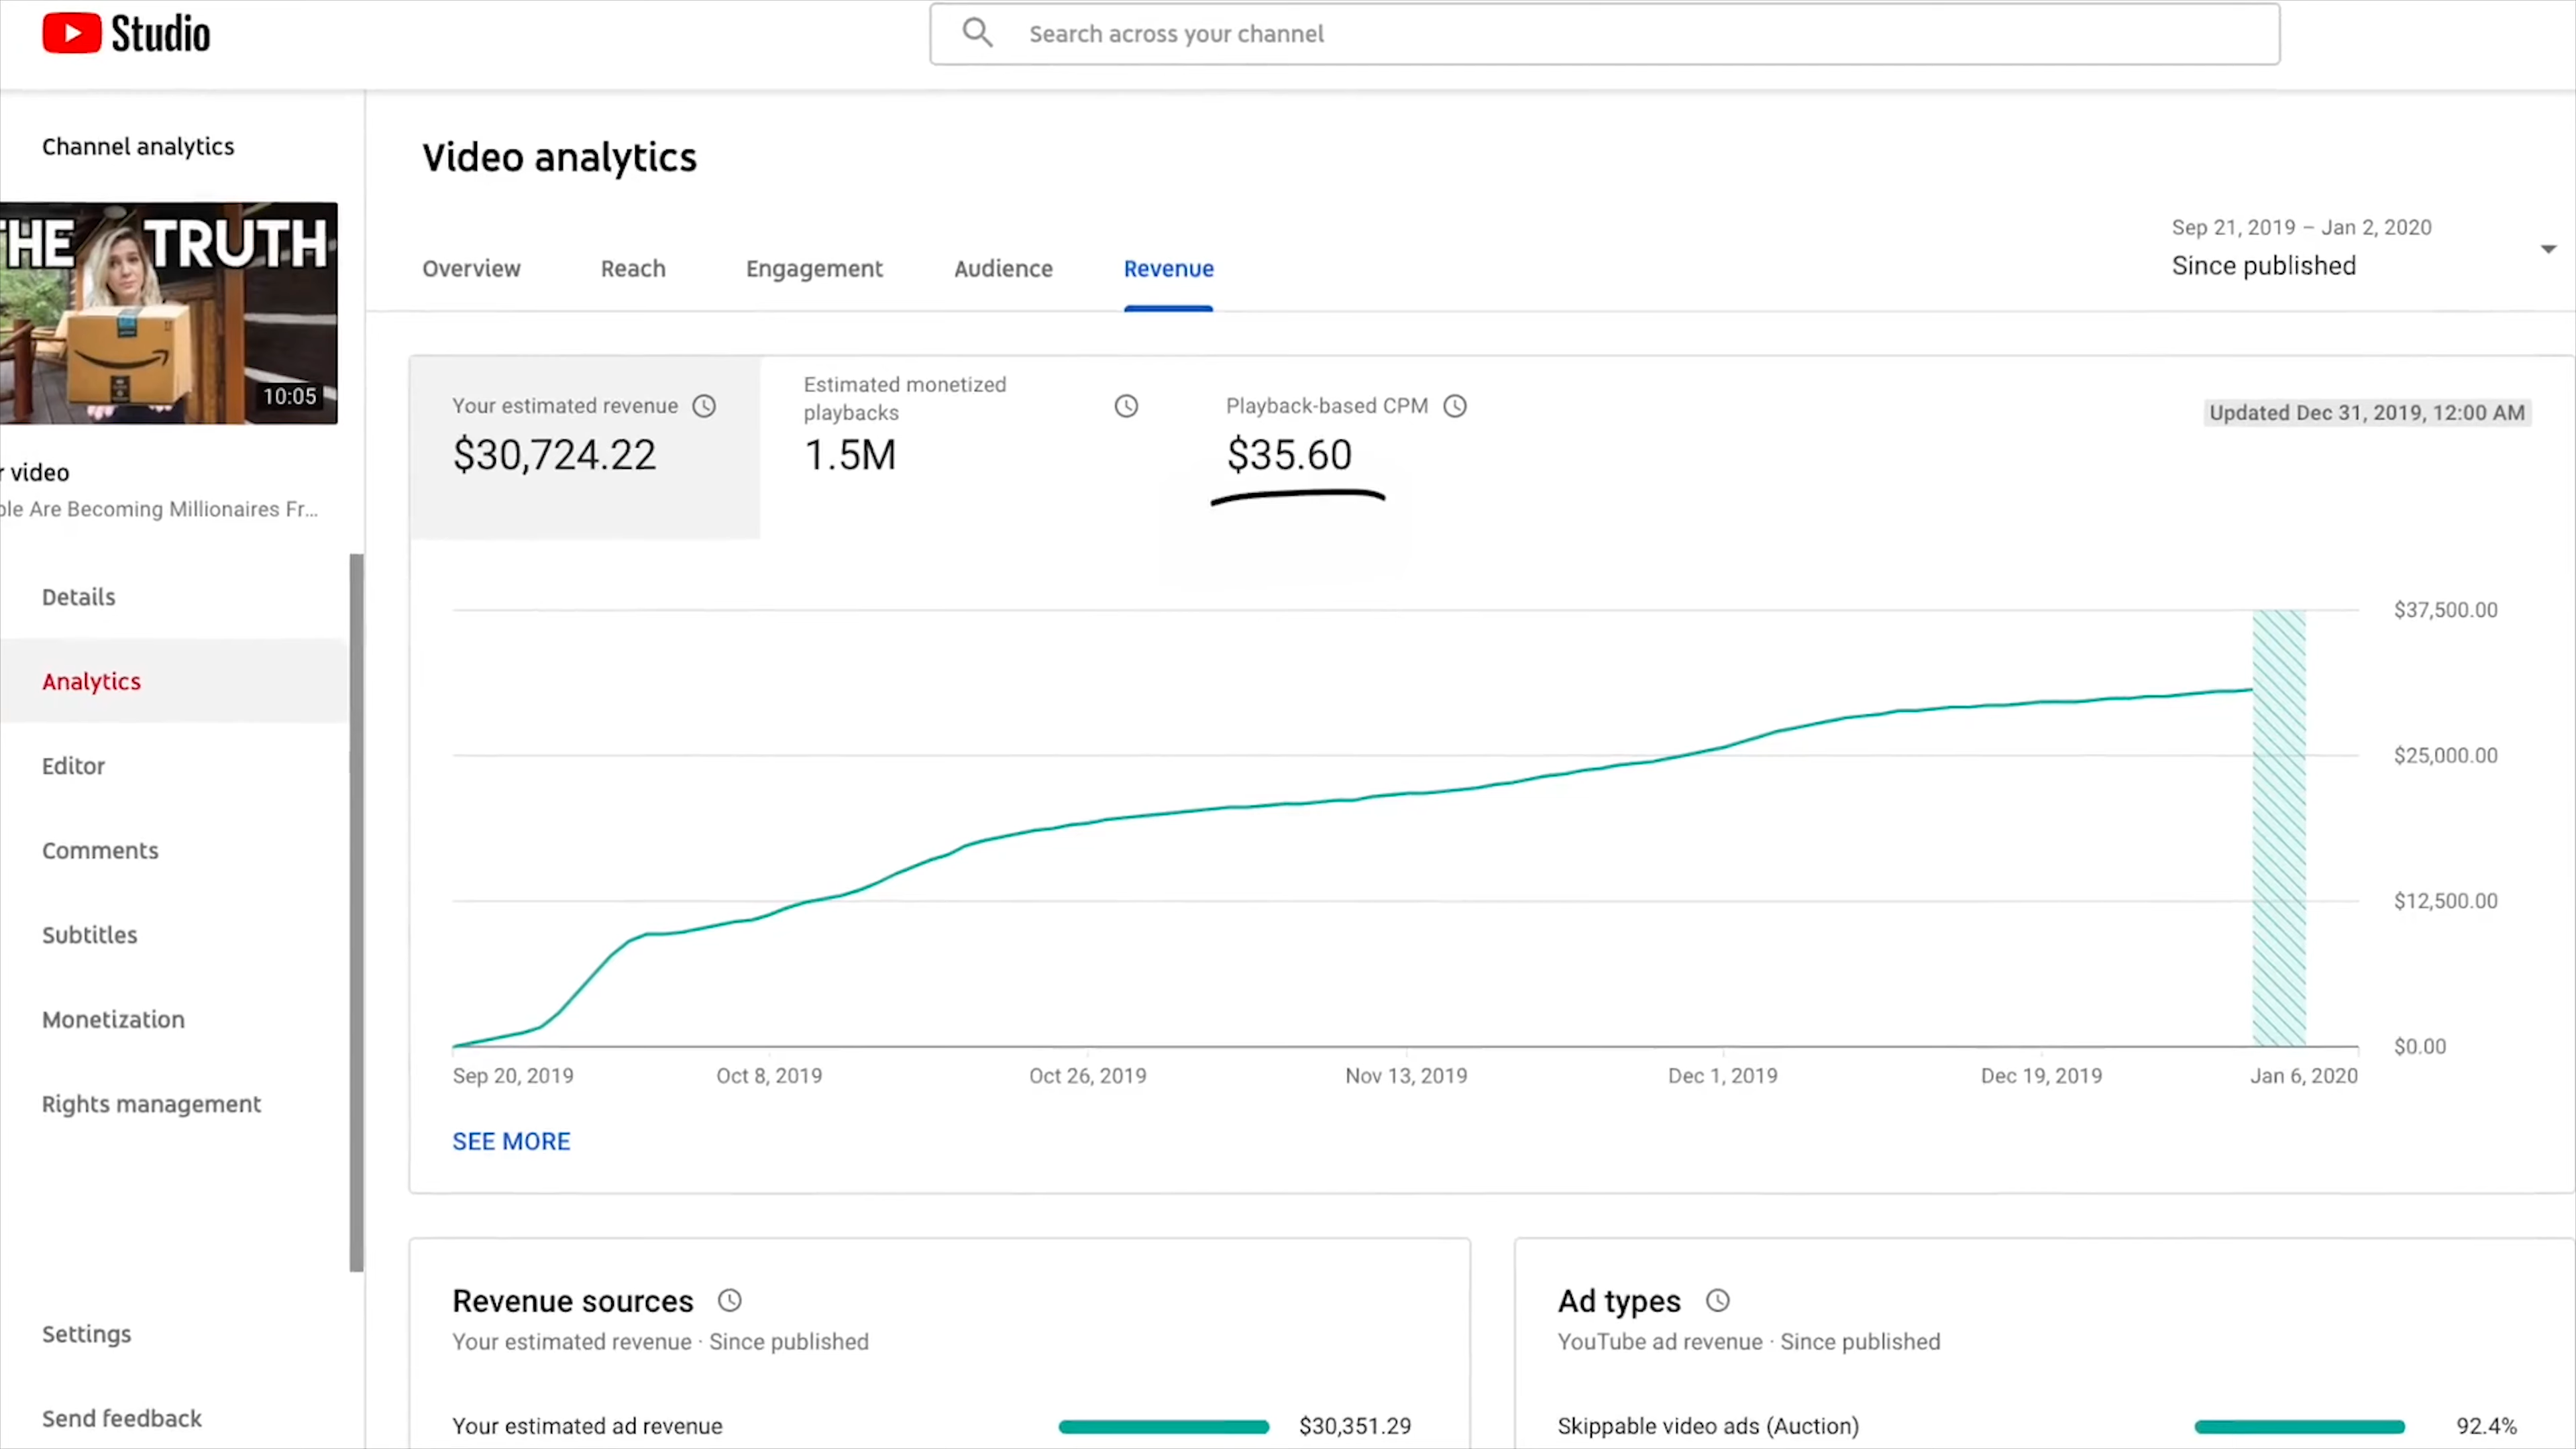 Studio
Search across your channel
Channel analytics
HE TRUTH
10:05
video
Are Becoming Millionaires Fr...
Details
Analytics
Editor
Comments
Subtitles
Monetization
Rights management
Settings
Send feedback
Video analytics
Overview
Reach
Engagement
Audience
Revenue
Sep 21, 2019 – Jan 2, 2020
Since published
Your estimated revenue
$30,724.22
Estimated monetized
playbacks
1.5M
Playback-based CPM
$35.60
Updated Dec 31, 2019, 12:00 AM
$37,500.00
$25,000.00
$12,500.00
$0.00
Sep 20, 2019
Oct 8, 2019
Oct 26, 2019
Nov 13, 2019
Dec 1, 2019
Dec 19, 2019
Jan 6, 2020
SEE MORE
Revenue sources
Your estimated revenue · Since published
Your estimated ad revenue
$30,351.29
Ad types
YouTube ad revenue · Since published
Skippable video ads (Auction)
92.4%